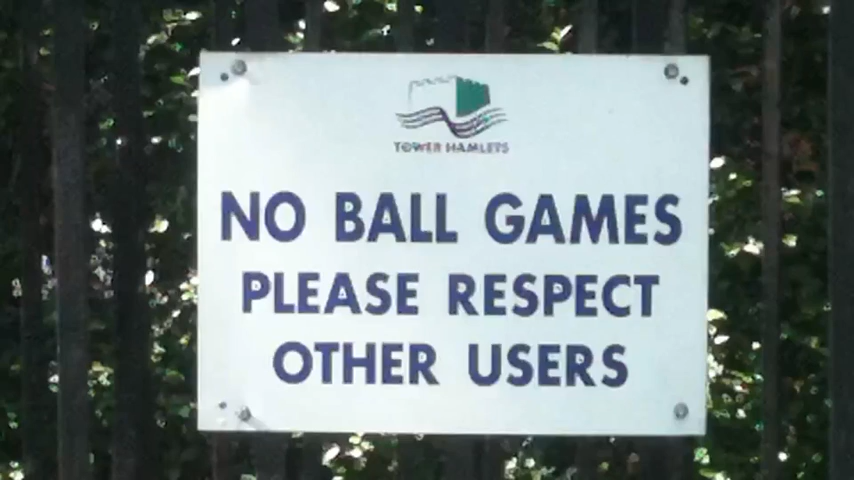 TOWER HAMLETS
NO BALL GAMES
PLEASE RESPECT
OTHER USERS